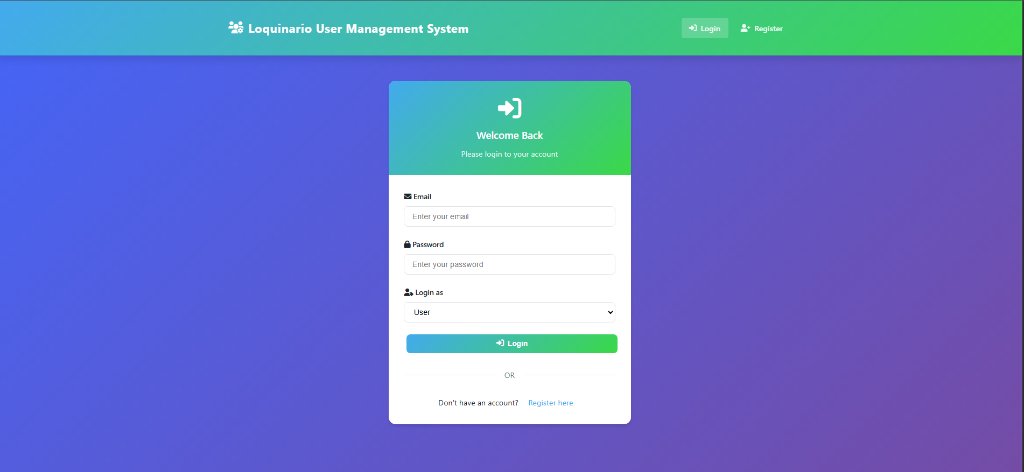 Loquinario User Management System
Login
Register
Welcome Back
Please login to your account
Email
Enter your email
Password
Enter your password
Login as
User
Login
OR
Don't have an account? Register here